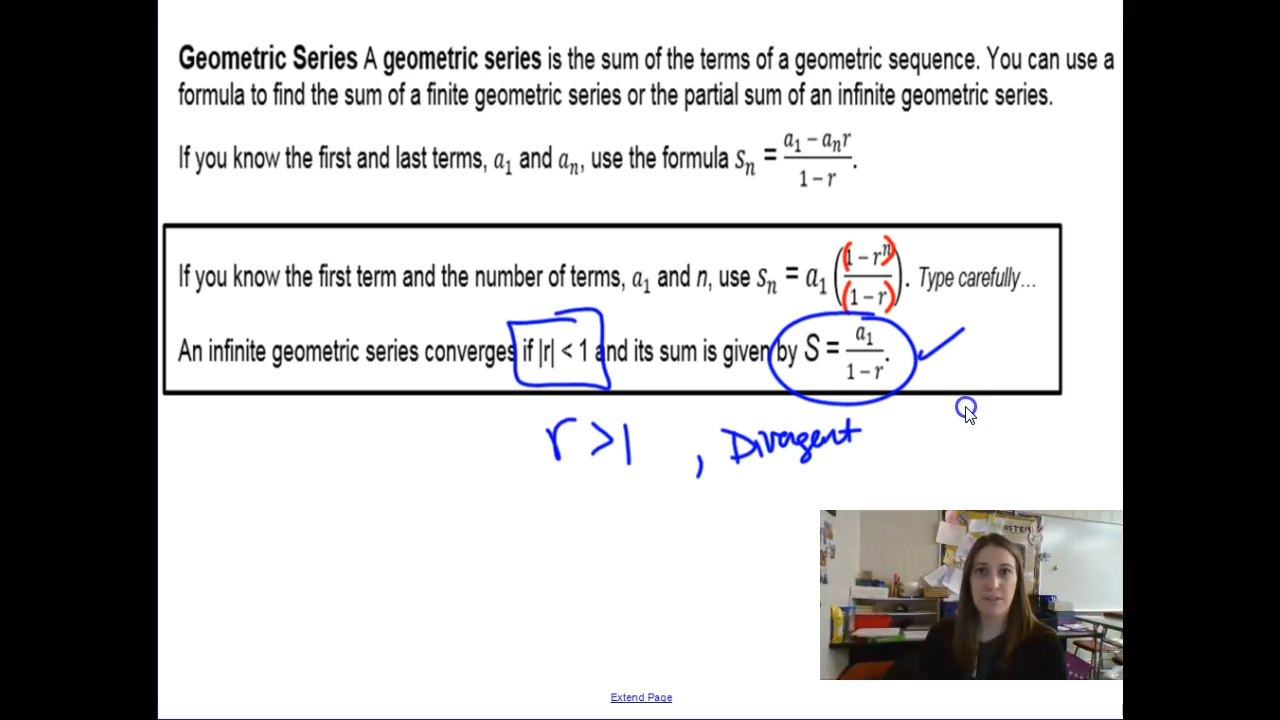 Geometric Series A geometric series is the sum of the terms of a geometric sequence. You can use a
formula to find the sum of a finite geometric series or the partial sum of an infinite geometric series.
If you know the first and last terms, a₁ and aₙ, use the formula sₙ = (a₁ − aₙr)/(1 − r).
If you know the first term and the number of terms, a₁ and n, use sₙ = a₁((1 − rⁿ)/(1 − r)). Type carefully…
An infinite geometric series converges if |r| < 1 and its sum is given by S = a₁/(1 − r).
r > 1 , Divagent
Extend Page